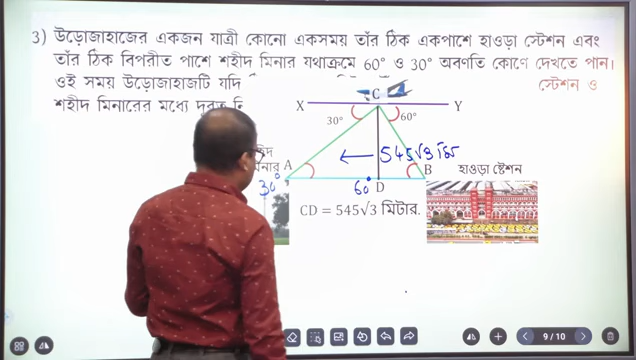 3) উড়োজাহাজের একজন যাত্রী কোনো একসময় তাঁর ঠিক একপাশে হাওড়া স্টেশন এবং
তাঁর ঠিক বিপরীত পাশে শহীদ মিনার যথাক্রমে 60° ও 30° অবণতি কোণে দেখতে পান।
ওই সময় উড়োজাহাজটি যদি স্টেশন ও
শহীদ মিনারের মধ্যে দূরত্ব
X C Y
30° 60°
545√3 মিঃ
A B হাওড়া ষ্টেশন
30° 60° D
CD = 545√3 মিটার.
9 / 10